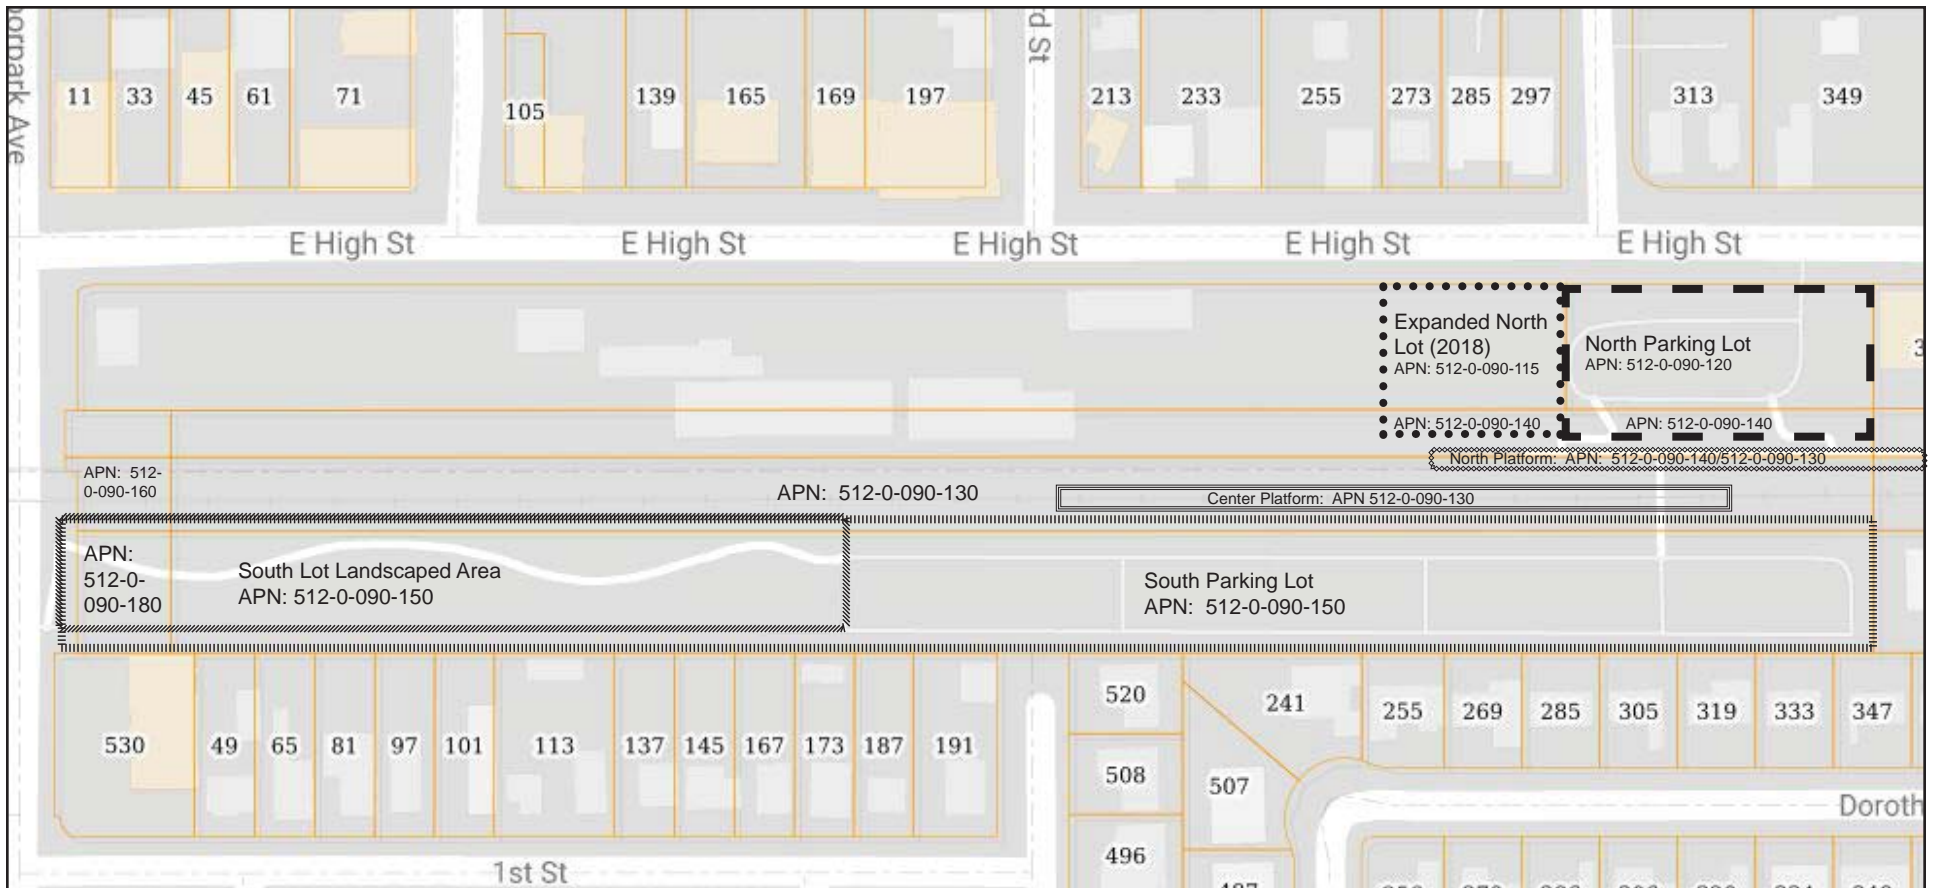 oorpark Ave
rd St
11 33 45 61 71 105 139 165 169 197 213 233 255 273 285 297 313 349
E High St E High St E High St E High St E High St
Expanded North
Lot (2018)
APN: 512-0-090-115
APN: 512-0-090-140
North Parking Lot
APN: 512-0-090-120
APN: 512-0-090-140
3
North Platform: APN: 512-0-090-140/512-0-090-130
APN: 512-
0-090-160
APN: 512-0-090-130
Center Platform: APN 512-0-090-130
APN:
512-0-
090-180
South Lot Landscaped Area
APN: 512-0-090-150
South Parking Lot
APN: 512-0-090-150
530 49 65 81 97 101 113 137 145 167 173 187 191
520
508
496
241
507
255 269 285 305 319 333 347
Doroth
1st St